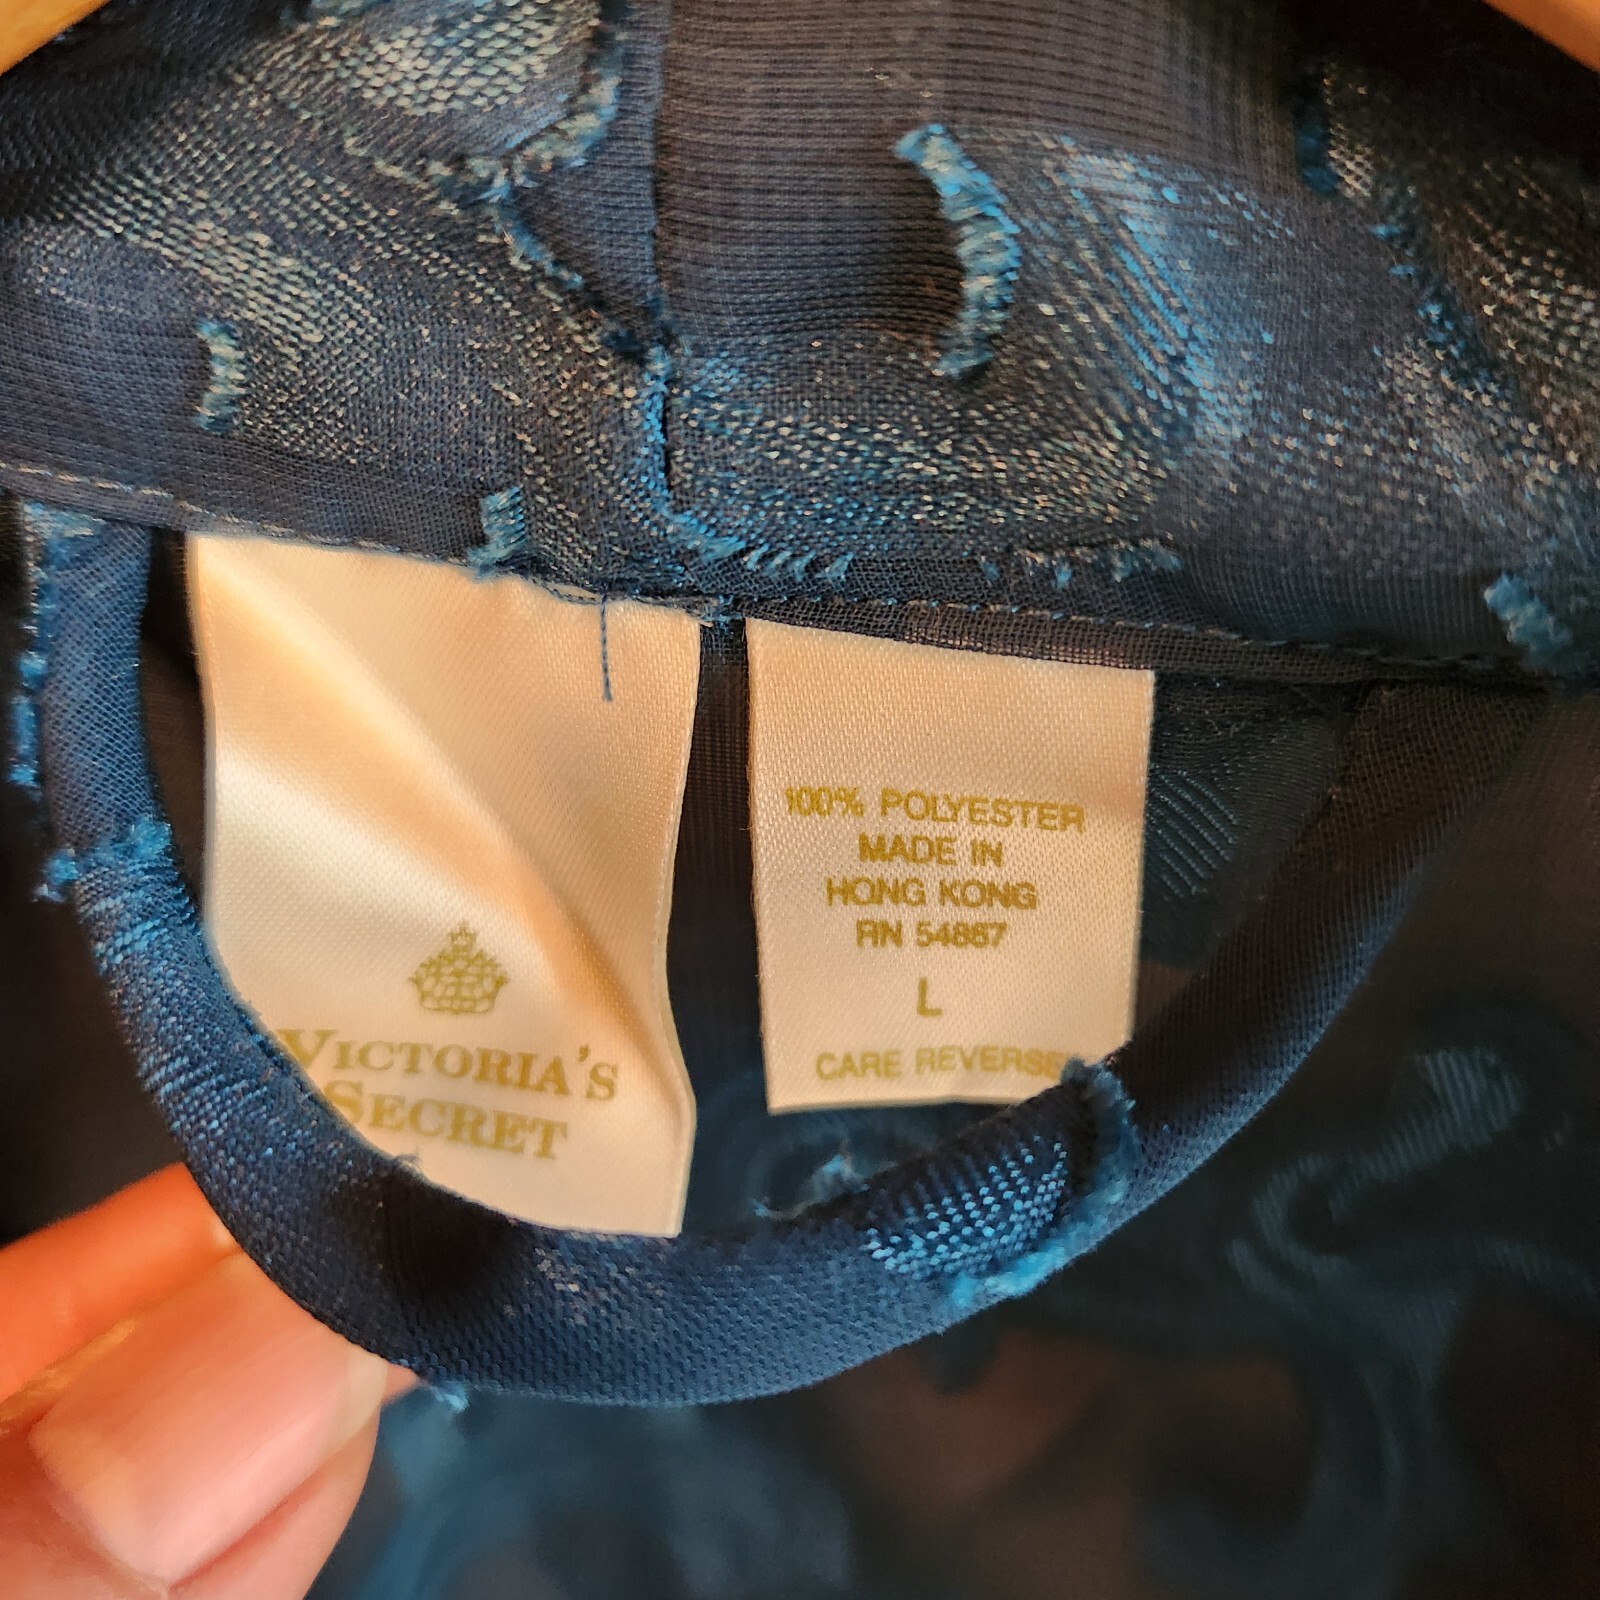 VICTORIA'S
SECRET
100% POLYESTER
MADE IN
HONG KONG
RN 54867
L
CARE REVERSE